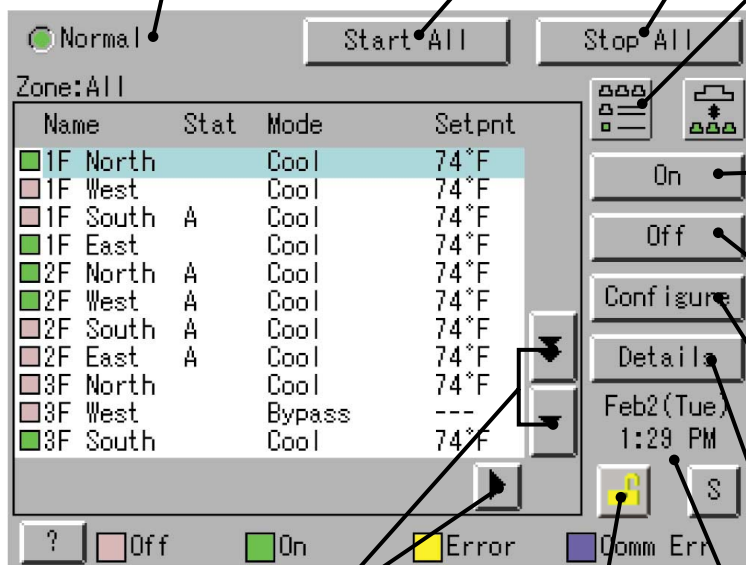 Normal
Start All
Stop All
Zone:All
Name Stat Mode Setpnt
1F North Cool 74°F
1F West Cool 74°F
1F South A Cool 74°F
1F East Cool 74°F
2F North A Cool 74°F
2F West A Cool 74°F
2F South A Cool 74°F
2F East A Cool 74°F
3F North Cool 74°F
3F West Bypass ---
3F South Cool 74°F
On
Off
Configure
Details
Feb2(Tue)
1:29 PM
S
? Off On Error Comm Err